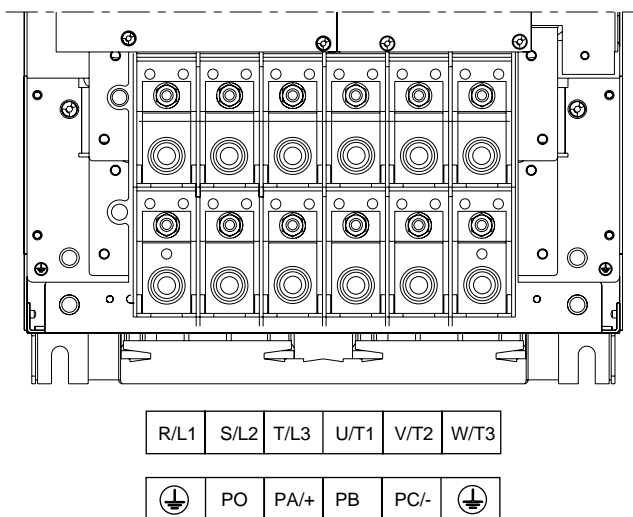 R/L1 S/L2 T/L3 U/T1 V/T2 W/T3
PO PA/+ PB PC/-